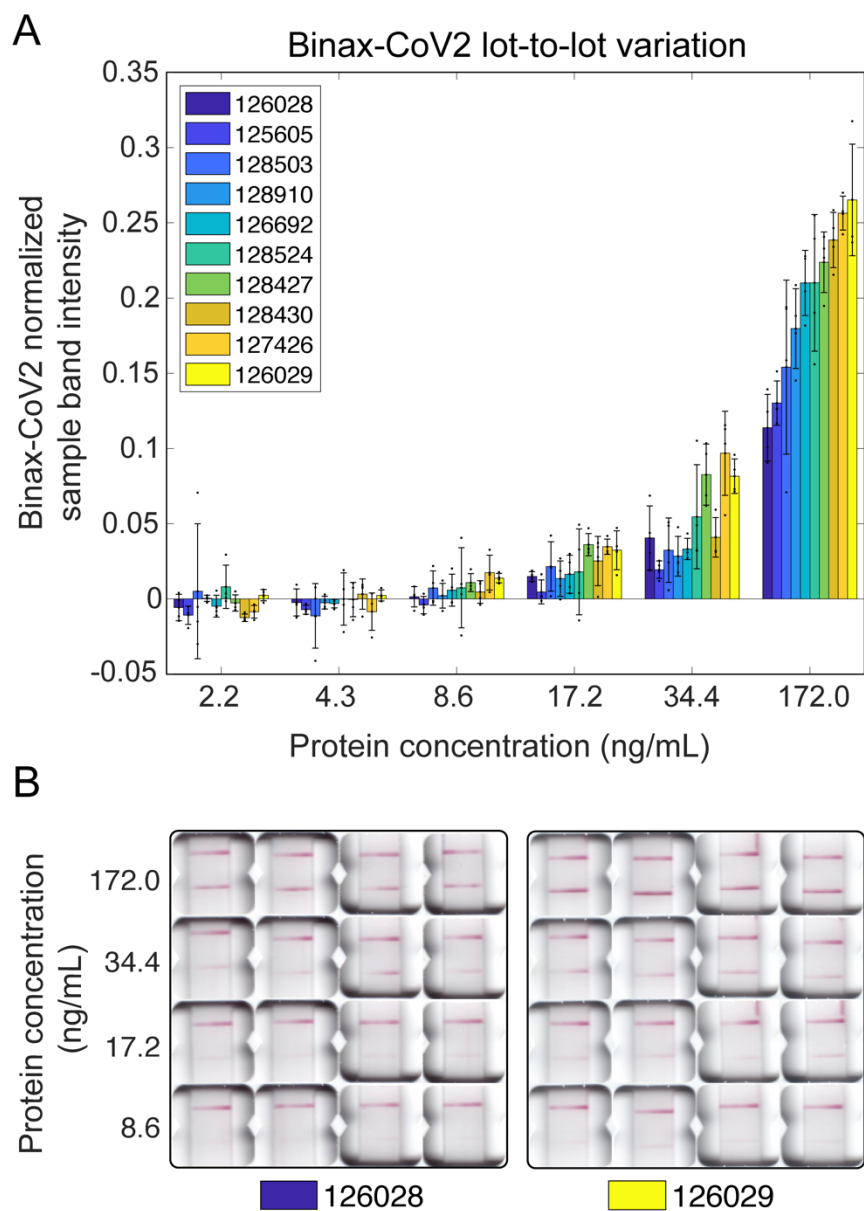 A
Binax-CoV2 lot-to-lot variation
0.35
0.3
0.25
0.2
0.15
0.1
0.05
0
-0.05
Binax-CoV2 normalized
sample band intensity
126028
125605
128503
128910
126692
128524
128427
128430
127426
126029
2.2 4.3 8.6 17.2 34.4 172.0
Protein concentration (ng/mL)
B
Protein concentration
(ng/mL)
172.0
34.4
17.2
8.6
126028 126029